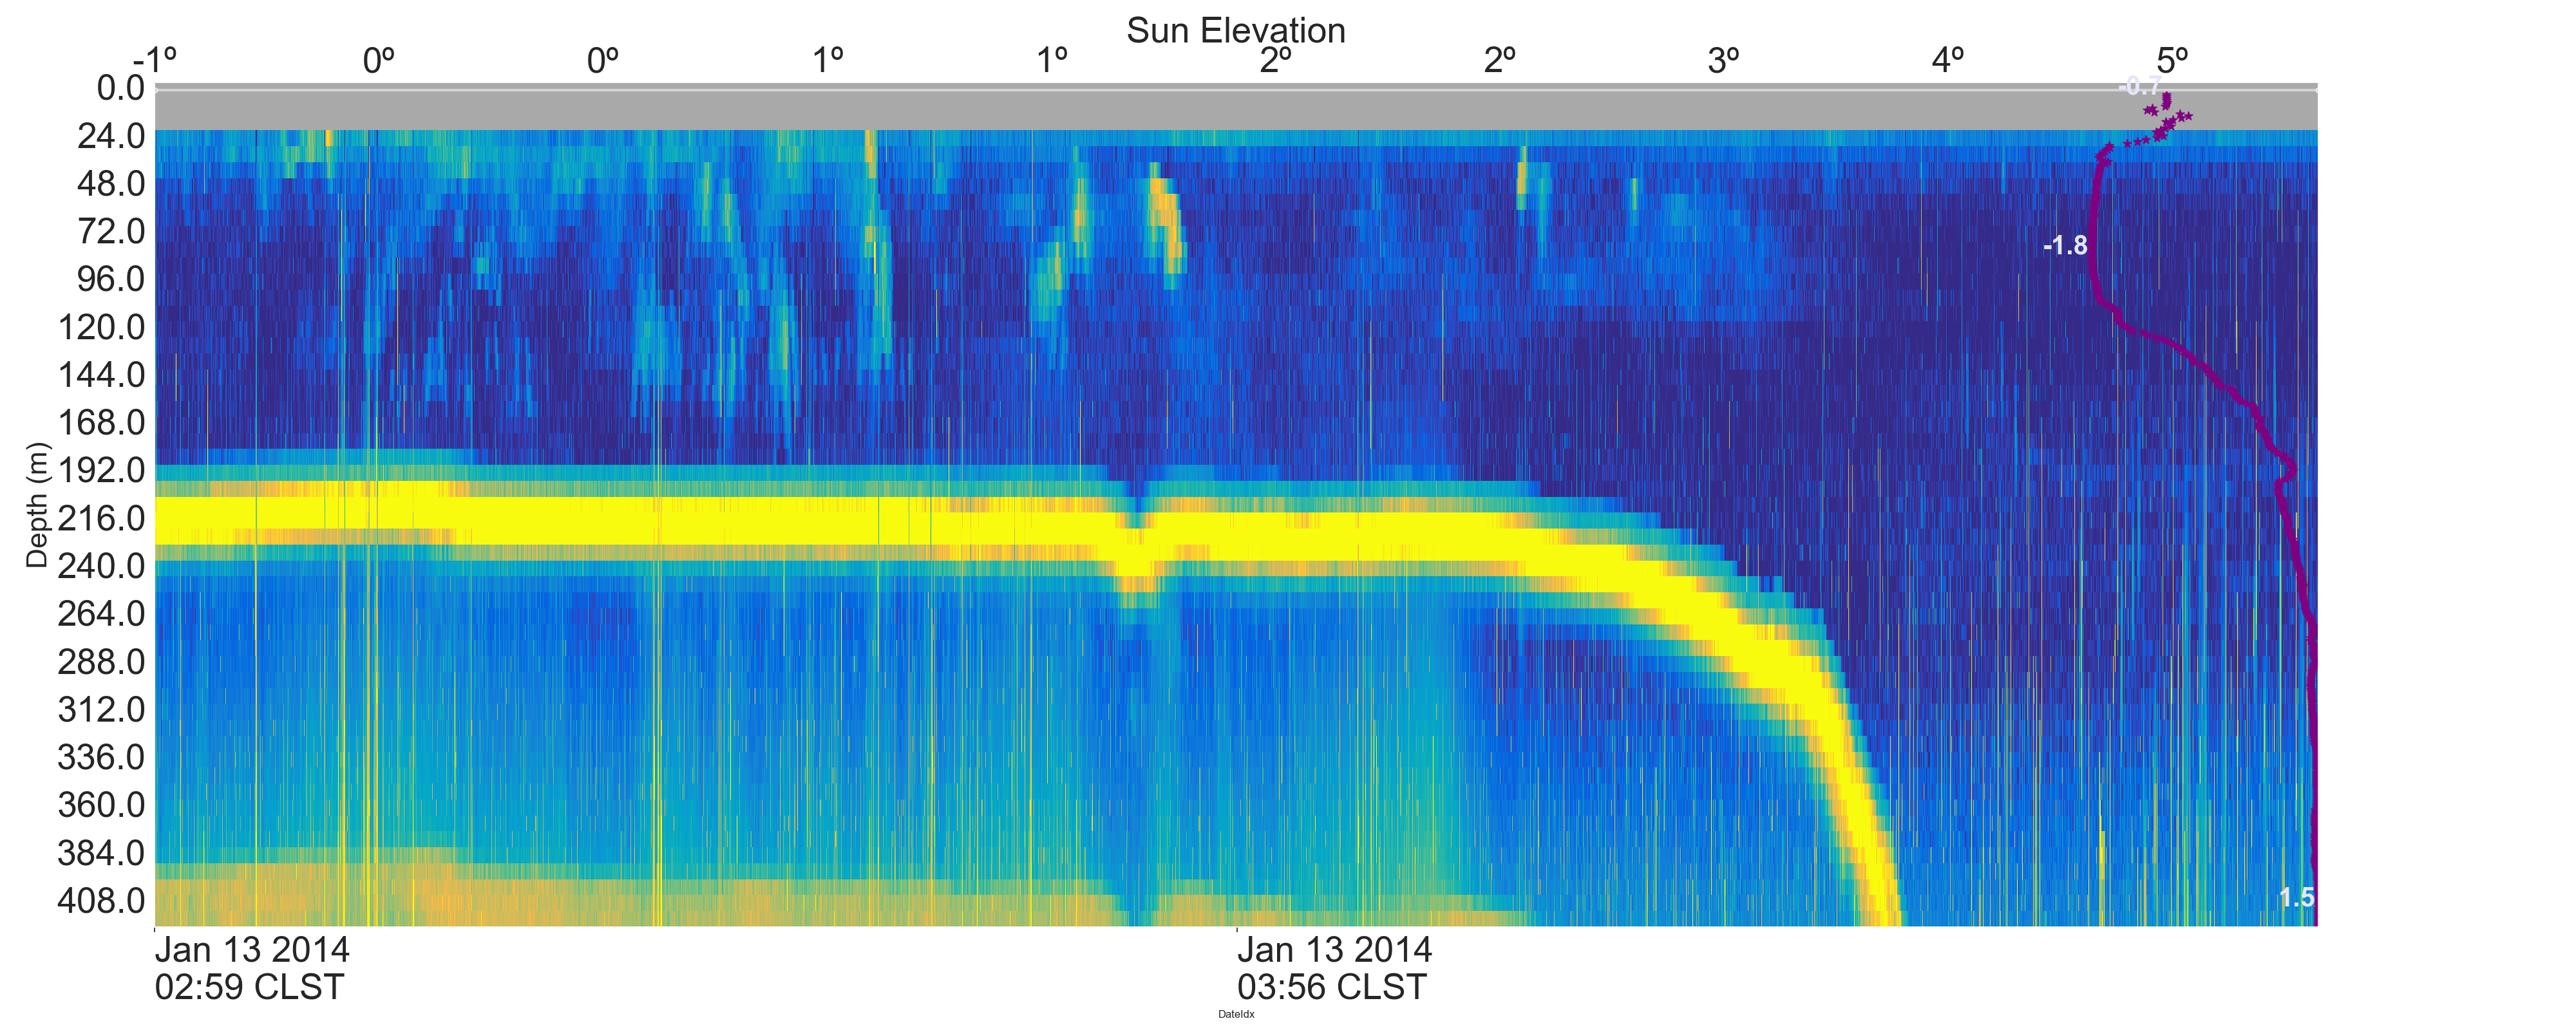 Sun Elevation
-1º 0º 0º 1º 1º 2º 2º 3º 4º 5º
-0.7
0.0
24.0
48.0
72.0
-1.8
96.0
120.0
144.0
168.0
192.0
216.0
240.0
264.0
288.0
312.0
336.0
360.0
384.0
408.0
1.5
Depth (m)
Jan 13 2014
02:59 CLST
Jan 13 2014
03:56 CLST
DateIdx